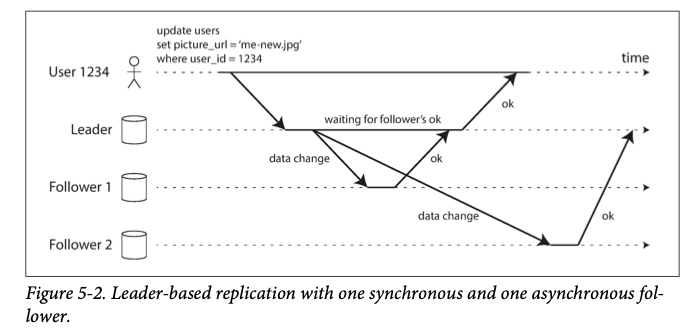 update users
set picture_url = 'me-new.jpg'
where user_id = 1234
User 1234
time
ok
Leader
waiting for follower's ok
data change
ok
Follower 1
data change
ok
Follower 2
Figure 5-2. Leader-based replication with one synchronous and one asynchronous fol-
lower.